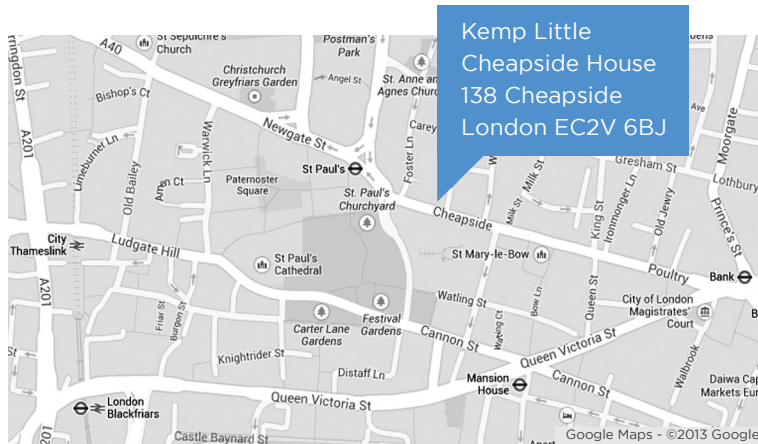 Kemp Little
Cheapside House
138 Cheapside
London EC2V 6BJ
A40
St Sepulchre's
Church
Postman's
Park
Christchurch
Greyfriars Garden
Angel St
St. Anne and
Agnes Church
Bishop's Ct
A201
Limeburner Ln
Old Bailey
Warwick Ln
Newgate St
Foster Ln
Carey
Ave
Moorgate
Gresham St
Lothbury
St Paul's
Paternoster
Square
St. Paul's
Churchyard
Cheapside
Milk St
Milk St
King St
Ironmonger Ln
Old Jewry
Prince's St
City
Thameslink
Ludgate Hill
St Paul's
Cathedral
St Mary-le-Bow
Poultry
Bank
A201
Friar St
Burgon St
Carter Lane
Gardens
Festival
Gardens
Cannon St
Watling St
Bow Ln
Queen St
City of London
Magistrates'
Court
Knightrider St
Distaff Ln
Queen Victoria St
Walbrook
Mansion
House
Cannon St
Daiwa Cap
Markets Eur
London
Blackfriars
Queen Victoria St
A201
Castle Baynard St
Google Maps - ©2013 Google